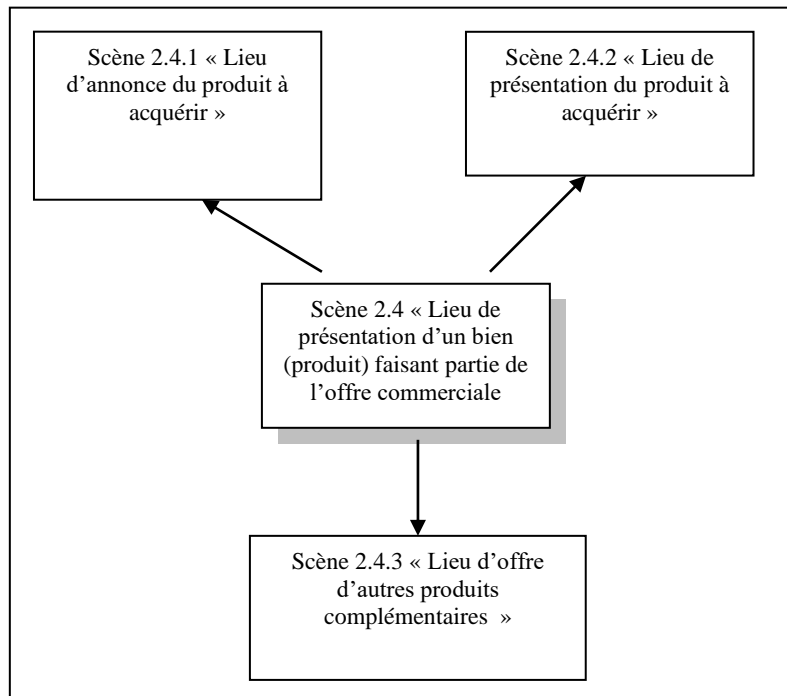 Scène 2.4.1 « Lieu
d’annonce du produit à
acquérir »
Scène 2.4.2 « Lieu de
présentation du produit à
acquérir »
Scène 2.4 « Lieu de
présentation d’un bien
(produit) faisant partie de
l’offre commerciale
Scène 2.4.3 « Lieu d’offre
d’autres produits
complémentaires  »